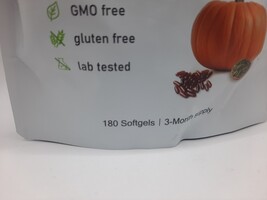 GMO free
gluten free
lab tested
180 Softgels | 3-Month supply